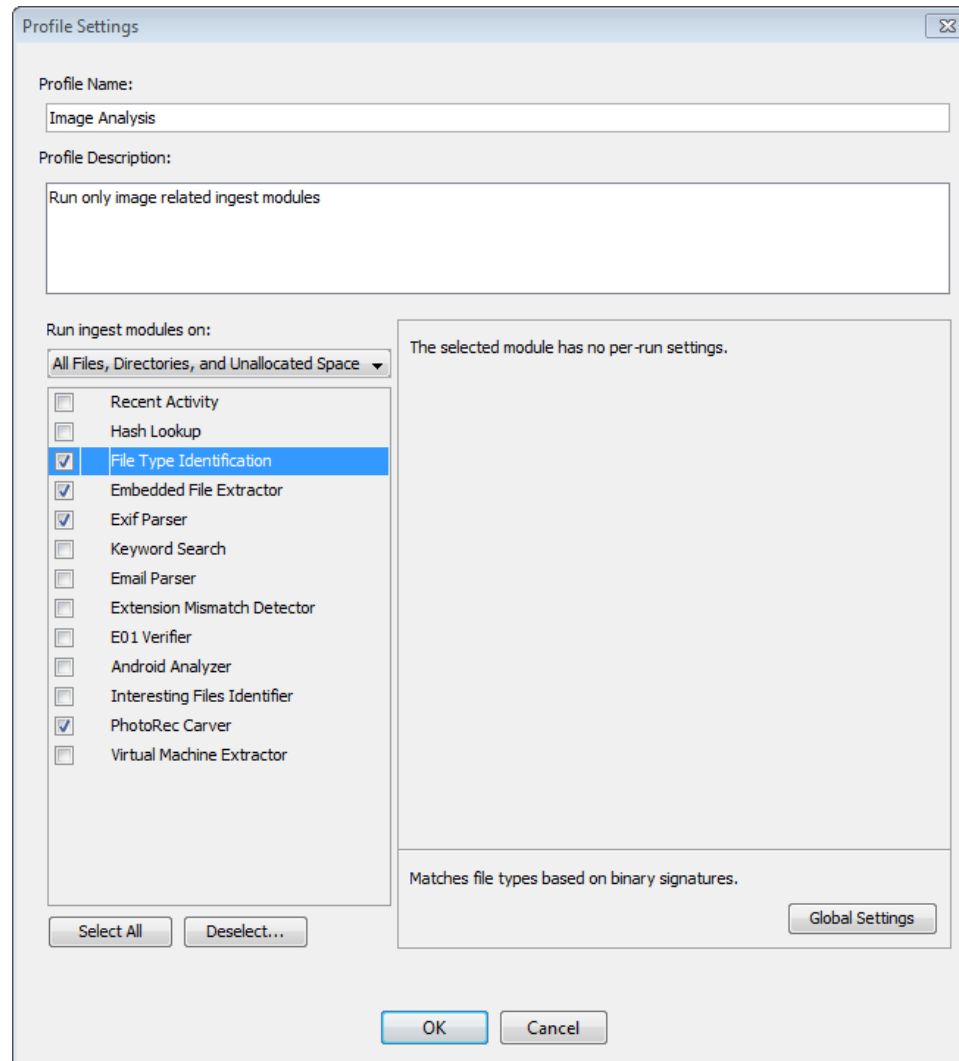 Profile Settings
Profile Name:
Image Analysis
Profile Description:
Run only image related ingest modules
Run ingest modules on:
All Files, Directories, and Unallocated Space
Recent Activity
Hash Lookup
File Type Identification
Embedded File Extractor
Exif Parser
Keyword Search
Email Parser
Extension Mismatch Detector
E01 Verifier
Android Analyzer
Interesting Files Identifier
PhotoRec Carver
Virtual Machine Extractor
Select All
Deselect...
The selected module has no per-run settings.
Matches file types based on binary signatures.
Global Settings
OK
Cancel